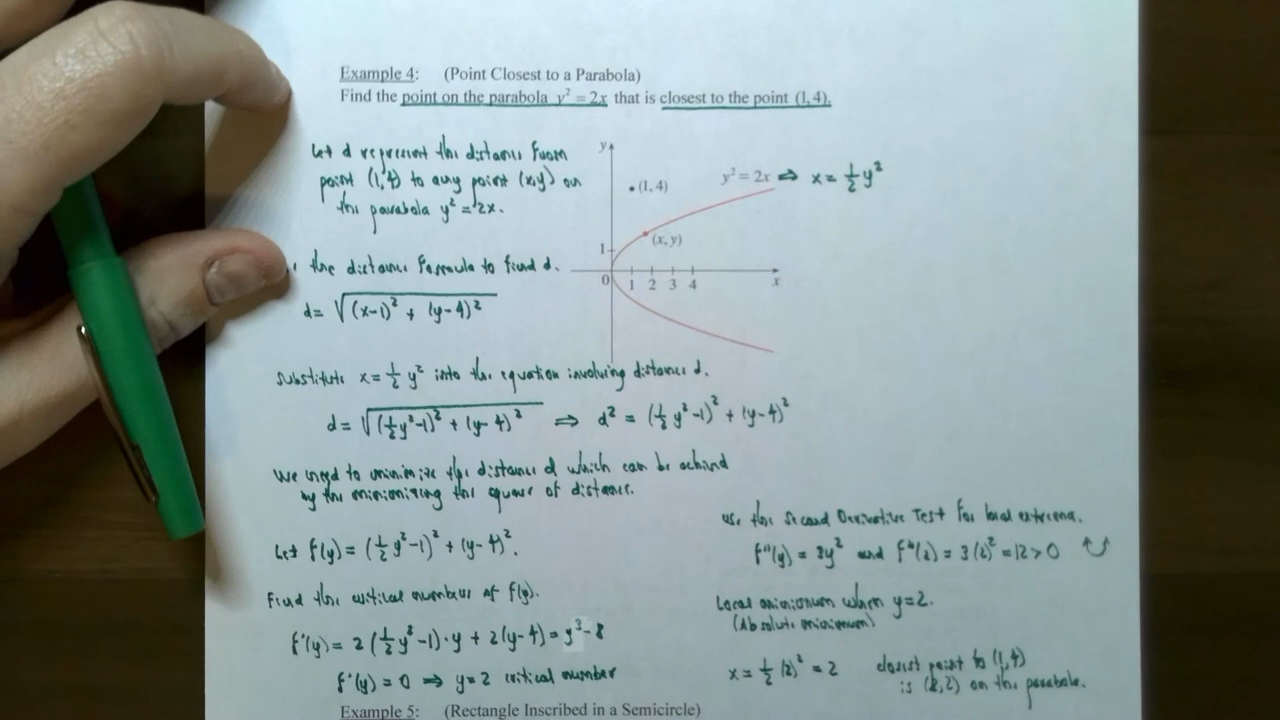 Example 4: (Point Closest to a Parabola)
Find the point on the parabola y² = 2x that is closest to the point (1, 4).
Let d represent the distance from
point (1,4) to any point (x,y) on
the parabola y² = 2x.
the distance formula to find d.
d = √((x-1)² + (y-4)²)
y
•(1, 4)
y² = 2x ⇒ x = 1/2 y²
(x, y)
1
0 1 2 3 4 x
Substitute x = 1/2 y² into the equation involving distance d.
d = √((1/2 y²-1)² + (y-4)²) ⇒ d² = (1/2 y²-1)² + (y-4)²
We need to minimize the distance d which can be
by the minimizing the square of distance.
Let f(y) = (1/2 y²-1)² + (y-4)².
Find the critical numbers of f(y).
f'(y) = 2(1/2 y²-1)·y + 2(y-4) = y³-8
f'(y) = 0 ⇒ y=2 critical number
Use the Second Derivative Test for local extrema.
f''(y) = 3y² and f''(2) = 3(2)² = 12 > 0
Local minimum when y=2.
(Absolute minimum)
x = 1/2 (2)² = 2
closest point to (1,4)
is (2,2) on the parabola.
Example 5: (Rectangle Inscribed in a Semicircle)